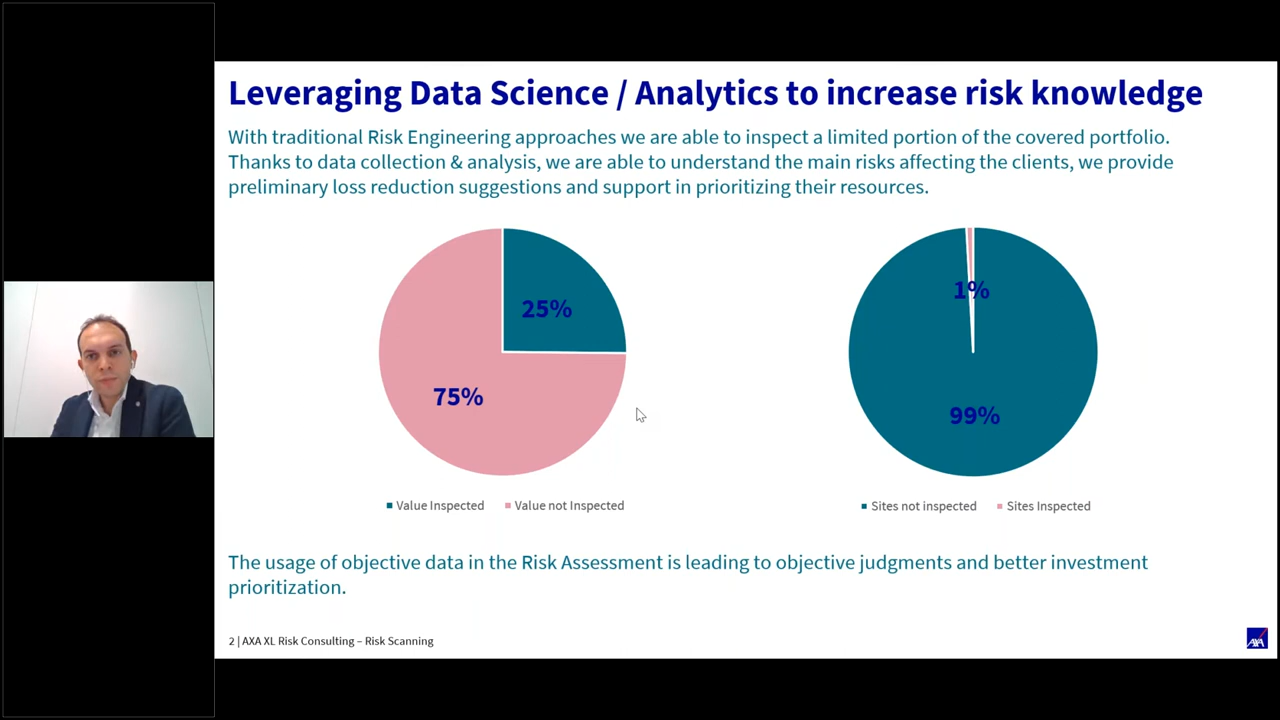 Leveraging Data Science / Analytics to increase risk knowledge
With traditional Risk Engineering approaches we are able to inspect a limited portion of the covered portfolio.
Thanks to data collection & analysis, we are able to understand the main risks affecting the clients, we provide
preliminary loss reduction suggestions and support in prioritizing their resources.
25%
75%
Value Inspected Value not Inspected
1%
99%
Sites not inspected Sites Inspected
The usage of objective data in the Risk Assessment is leading to objective judgments and better investment
prioritization.
2 | AXA XL Risk Consulting – Risk Scanning
AXA